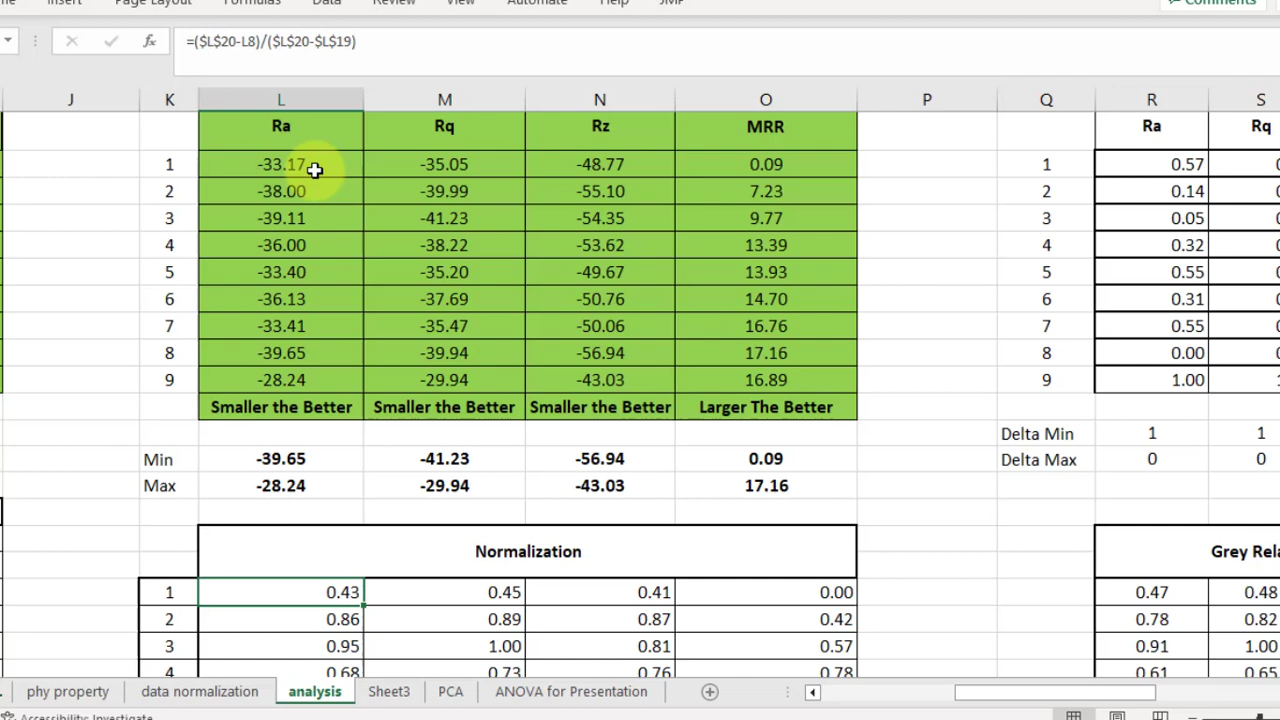 Insert Page Layout Formulas Data Review View Automate Help JMP Comments
fx =($L$20-L8)/($L$20-$L$19)
J K L M N O P Q R S
Ra Rq Rz MRR Ra Rq
1 -33.17 -35.05 -48.77 0.09 1 0.57
2 -38.00 -39.99 -55.10 7.23 2 0.14
3 -39.11 -41.23 -54.35 9.77 3 0.05
4 -36.00 -38.22 -53.62 13.39 4 0.32
5 -33.40 -35.20 -49.67 13.93 5 0.55
6 -36.13 -37.69 -50.76 14.70 6 0.31
7 -33.41 -35.47 -50.06 16.76 7 0.55
8 -39.65 -39.94 -56.94 17.16 8 0.00
9 -28.24 -29.94 -43.03 16.89 9 1.00
Smaller the Better Smaller the Better Smaller the Better Larger The Better
Delta Min 1 1
Min -39.65 -41.23 -56.94 0.09 Delta Max 0 0
Max -28.24 -29.94 -43.03 17.16
Normalization Grey Rela
1 0.43 0.45 0.41 0.00 0.47 0.48
2 0.86 0.89 0.87 0.42 0.78 0.82
3 0.95 1.00 0.81 0.57 0.91 1.00
4 0.68 0.73 0.76 0.78 0.61 0.65
phy property data normalization analysis Sheet3 PCA ANOVA for Presentation
Accessibility: Investigate